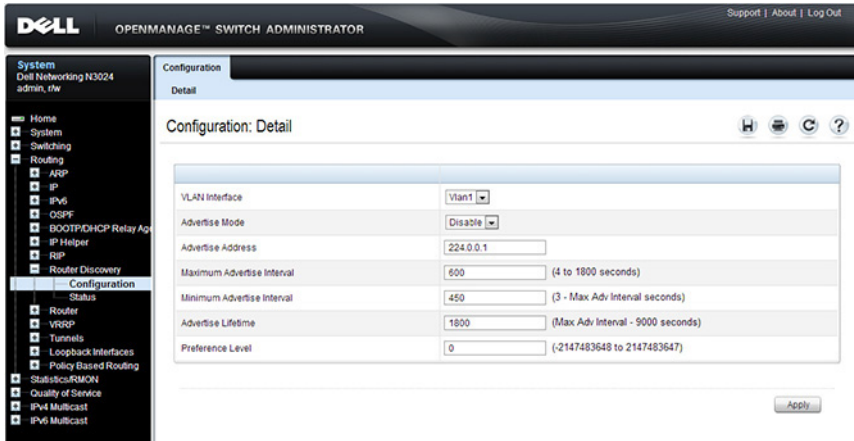 Support | About | Log Out
DELL OPENMANAGE™ SWITCH ADMINISTRATOR
System
Dell Networking N3024
admin, r/w
Home
System
Switching
Routing
ARP
IP
IPv6
OSPF
BOOTP/DHCP Relay Age
IP Helper
RIP
Router Discovery
Configuration
Status
Router
VRRP
Tunnels
Loopback Interfaces
Policy Based Routing
Statistics/RMON
Quality of Service
IPv4 Multicast
IPv6 Multicast
Configuration
Detail
Configuration: Detail
VLAN Interface Vlan1
Advertise Mode Disable
Advertise Address 224.0.0.1
Maximum Advertise Interval 600 (4 to 1800 seconds)
Minimum Advertise Interval 450 (3 - Max Adv Interval seconds)
Advertise Lifetime 1800 (Max Adv Interval - 9000 seconds)
Preference Level 0 (-2147483648 to 2147483647)
Apply